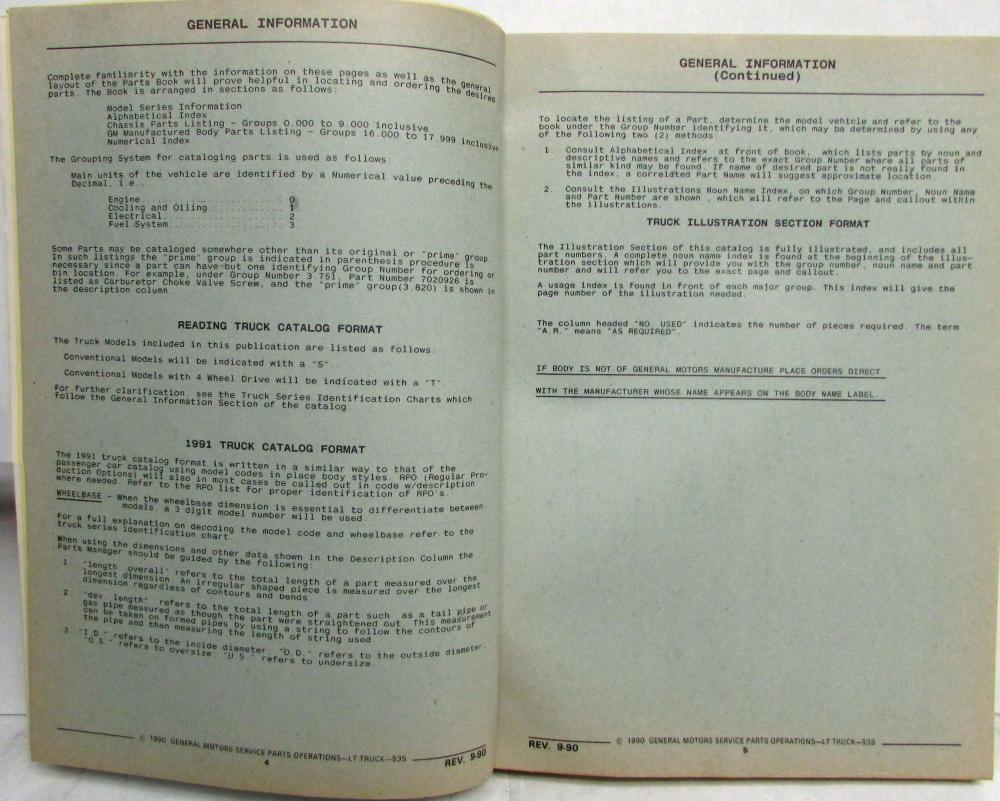 GENERAL INFORMATION
Complete familiarity with the information on these pages as well as the general
layout of the Parts Book will prove helpful in locating and ordering the desired
parts. The Book is arranged in sections as follows:
Model Series Information
Alphabetical Index
Chassis Parts Listing - Groups 0.000 to 9.000 inclusive
GM Manufactured Body Parts Listing - Groups 16.000 to 17.999 inclusive
Numerical Index
The Grouping System for cataloging parts is used as follows:
Main units of the vehicle are identified by a Numerical value preceding the
Decimal, i.e.,
Engine.................0
Cooling and Oiling.................1
Electrical.................2
Fuel System.................3
Some Parts may be cataloged somewhere other than its original or "prime" group.
In such listings the "prime" group is indicated in parenthesis procedure is
necessary since a part can have but one identifying Group Number for ordering or
bin location. For example, under Group Number 3.751, Part Number 7020926 is
listed as Carburetor Choke Valve Screw, and the "prime" group(3.820) is shown in
the description column.
READING TRUCK CATALOG FORMAT
The Truck Models included in this publication are listed as follows:
Conventional Models will be indicated with a "S".
Conventional Models with 4 Wheel Drive will be indicated with a "T".
For further clarification, see the Truck Series Identification Charts which
follow the General Information Section of the catalog
1991 TRUCK CATALOG FORMAT
The 1991 truck catalog format is written in a similar way to that of the
passenger car catalog using model codes in place body styles. RPO (Regular Pro-
duction Options) will also in most cases be called out in code w/description
where needed. Refer to the RPO list for proper identification of RPO's.
WHEELBASE - When the wheelbase dimension is essential to differentiate between
models, a 3 digit model number will be used.
For a full explanation on decoding the model code and wheelbase refer to the
truck series identification chart.
When using the dimensions and other data shown in the Description Column the
Parts Manager should be guided by the following:
1. "length overall" refers to the total length of a part measured over the
longest dimension. An irregular shaped piece is measured over the longest
dimension regardless of contours and bends.
2. "dev. length" refers to the total length of a part such as a tail pipe or
gas pipe measured as though the part were straightened out. This measurement
can be taken on formed pipes by using a string to follow the contours of
the pipe and then measuring the length of string used.
3. "I.D." refers to the inside diameter; "O.D." refers to the outside diameter;
"O.S." refers to oversize; "U.S." refers to undersize.
© 1990 GENERAL MOTORS SERVICE PARTS OPERATIONS—LT TRUCK—535
4
REV. 9-90
GENERAL INFORMATION
(Continued)
To locate the listing of a Part, determine the model vehicle and refer to the
book under the Group Number identifying it, which may be determined by using any
of the following two (2) methods:
1. Consult Alphabetical Index at front of book, which lists parts by noun and
descriptive names and refers to the exact Group Number where all parts of
similar kind may be found. If name of desired part is not really found in
the index, a correlated Part Name will suggest approximate location.
2. Consult the Illustrations Noun Name Index, on which Group Number, Noun Name
and Part Number are shown , which will refer to the Page and callout within
the illustrations.
TRUCK ILLUSTRATION SECTION FORMAT
The Illustration Section of this catalog is fully illustrated, and includes all
part numbers. A complete noun name index is found at the beginning of the illus-
tration section which will provide you with the group number, noun name and part
number and will refer you to the exact page and callout.
A usage index is found in front of each major group. This index will give the
page number of the illustration needed.
The column headed "NO. USED" indicates the number of pieces required. The term
"A.R." means "AS REQUIRED".
IF BODY IS NOT OF GENERAL MOTORS MANUFACTURE PLACE ORDERS DIRECT
WITH THE MANUFACTURER WHOSE NAME APPEARS ON THE BODY NAME LABEL.
REV. 9-90
© 1990 GENERAL MOTORS SERVICE PARTS OPERATIONS—LT TRUCK—535
5